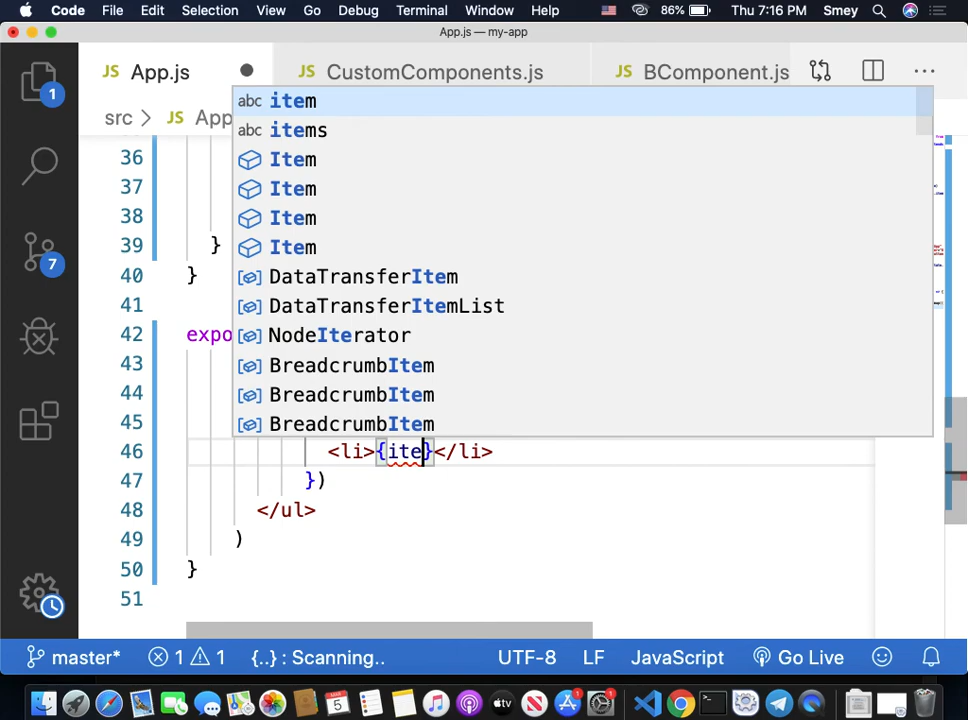 Code File Edit Selection View Go Debug Terminal Window Help 86% Thu 7:16 PM Smey
App.js — my-app
JS App.js JS CustomComponents.js JS BComponent.js ...
src > JS App
1
7
abc item
abc items
Item
Item
Item
Item
DataTransferItem
DataTransferItemList
NodeIterator
BreadcrumbItem
BreadcrumbItem
BreadcrumbItem
36
37
38
39 }
40 }
41
42 expo
43
44
45
46 <li>{ite}</li>
47 })
48 </ul>
49 )
50 }
51
master* 1 1 {..} : Scanning.. UTF-8 LF JavaScript Go Live
5 tv 1 1